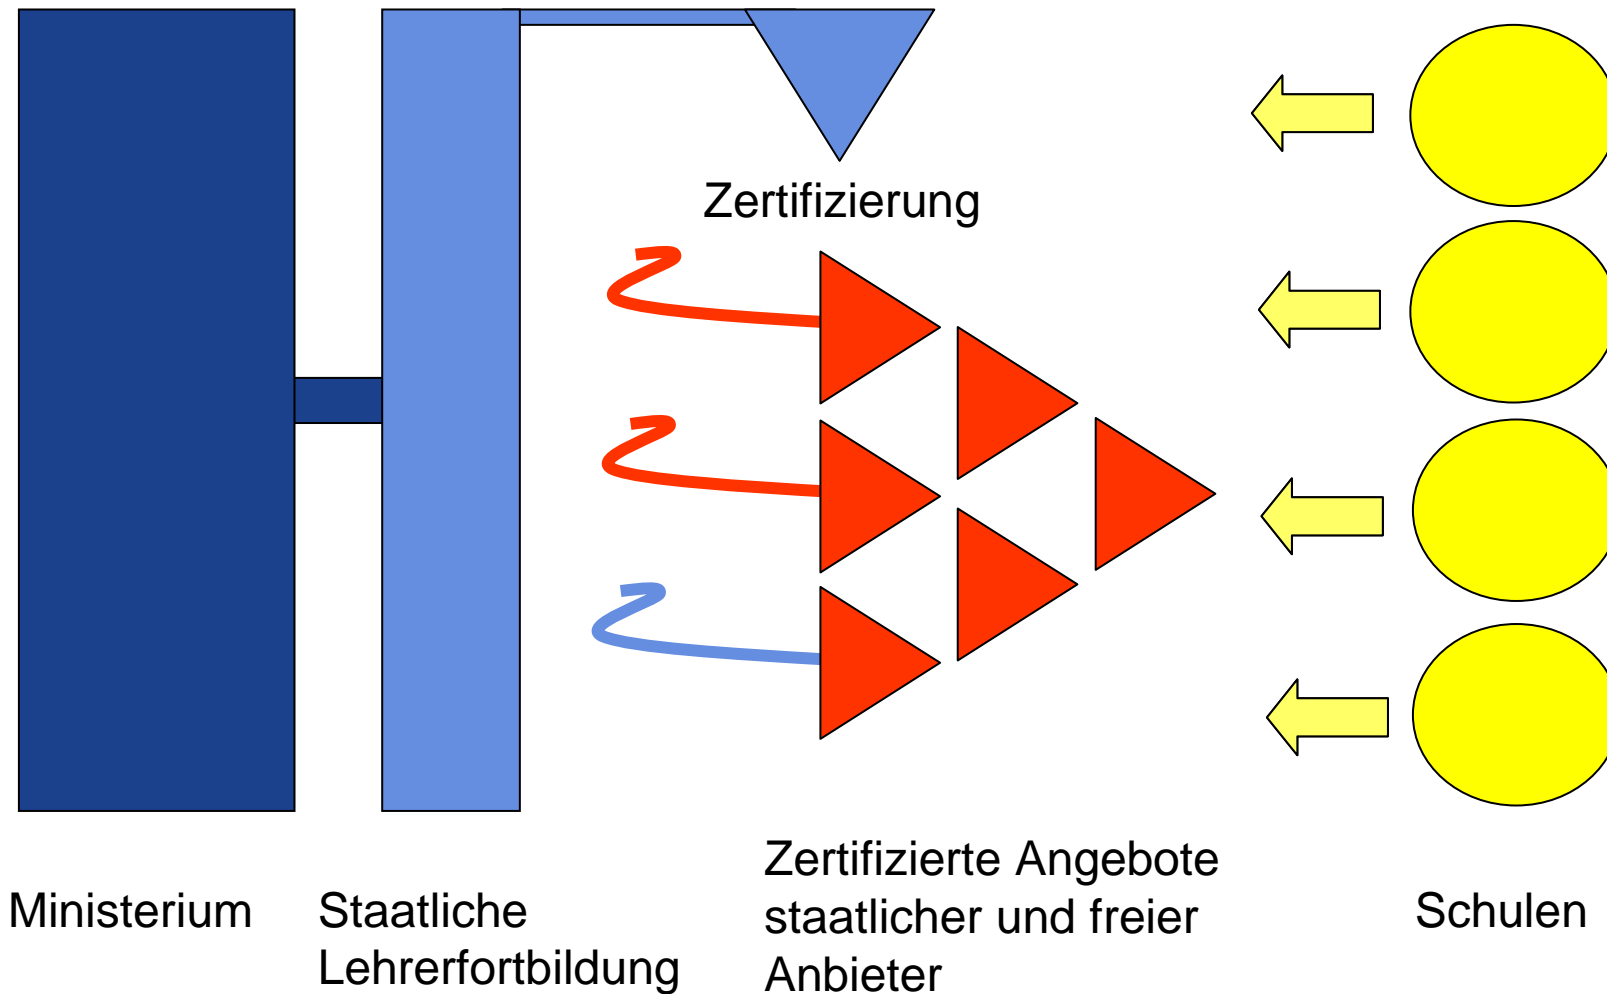 Zertifizierung
Ministerium
Staatliche
Lehrerfortbildung
Zertifizierte Angebote
staatlicher und freier
Anbieter
Schulen